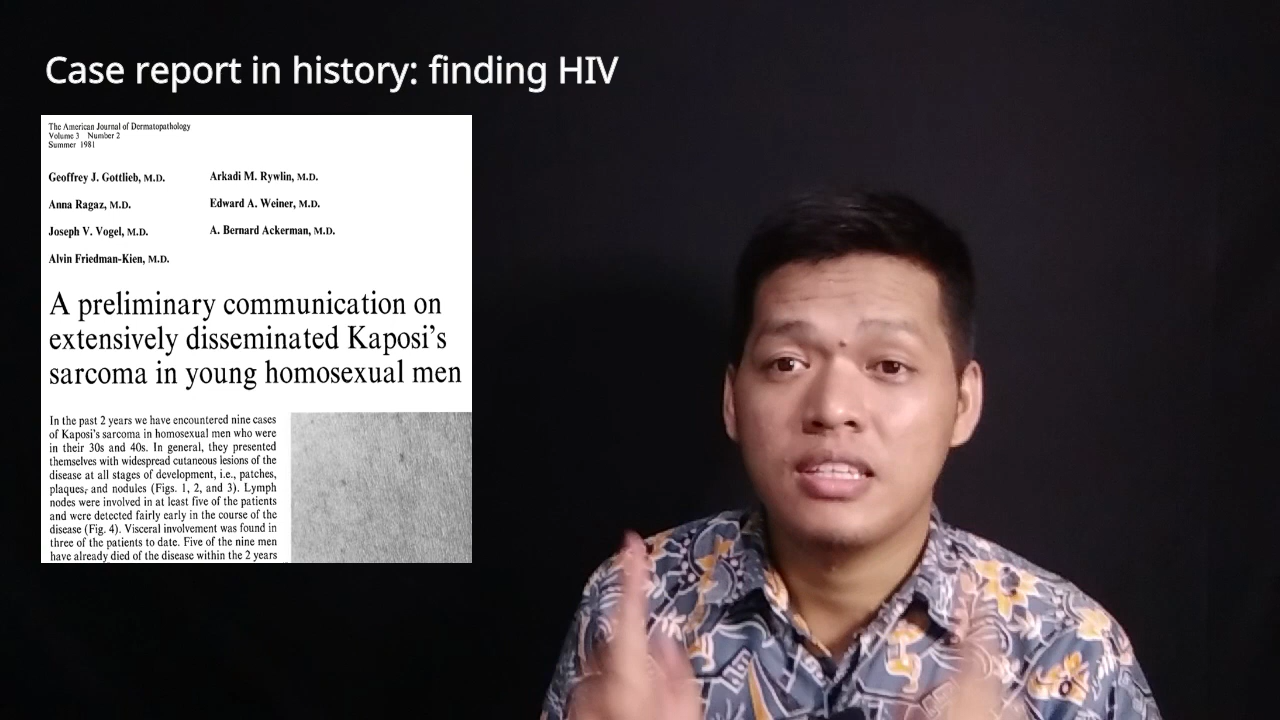 Case report in history: finding HIV
The American Journal of Dermatopathology
Volume 3 Number 2
Summer 1981
Geoffrey J. Gottlieb, M.D.
Arkadi M. Rywlin, M.D.
Anna Ragaz, M.D.
Edward A. Weiner, M.D.
Joseph V. Vogel, M.D.
A. Bernard Ackerman, M.D.
Alvin Friedman-Kien, M.D.
A preliminary communication on
extensively disseminated Kaposi's
sarcoma in young homosexual men
In the past 2 years we have encountered nine cases
of Kaposi's sarcoma in homosexual men who were
in their 30s and 40s. In general, they presented
themselves with widespread cutaneous lesions of the
disease at all stages of development, i.e., patches,
plaques, and nodules (Figs. 1, 2, and 3). Lymph
nodes were involved in at least five of the patients
and were detected fairly early in the course of the
disease (Fig. 4). Visceral involvement was found in
three of the patients to date. Five of the nine men
have already died of the disease within the 2 years